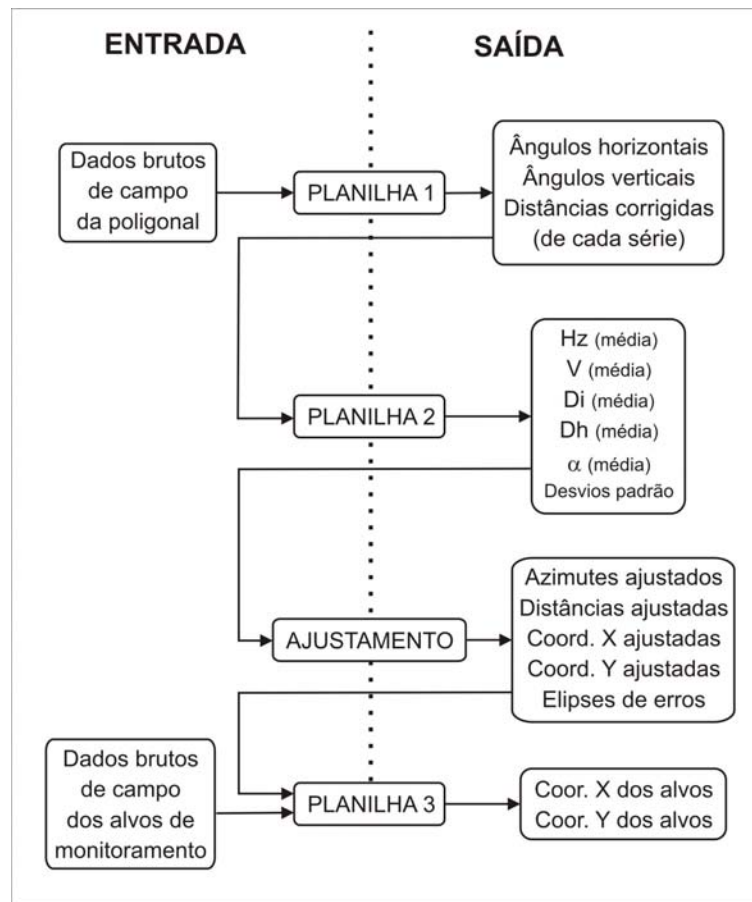 ENTRADA
SAÍDA
Dados brutos
de campo
da poligonal
PLANILHA 1
Ângulos horizontais
Ângulos verticais
Distâncias corrigidas
(de cada série)
PLANILHA 2
Hz (média)
V (média)
Di (média)
Dh (média)
α (média)
Desvios padrão
AJUSTAMENTO
Azimutes ajustados
Distâncias ajustadas
Coord. X ajustadas
Coord. Y ajustadas
Elipses de erros
Dados brutos
de campo
dos alvos de
monitoramento
PLANILHA 3
Coor. X dos alvos
Coor. Y dos alvos